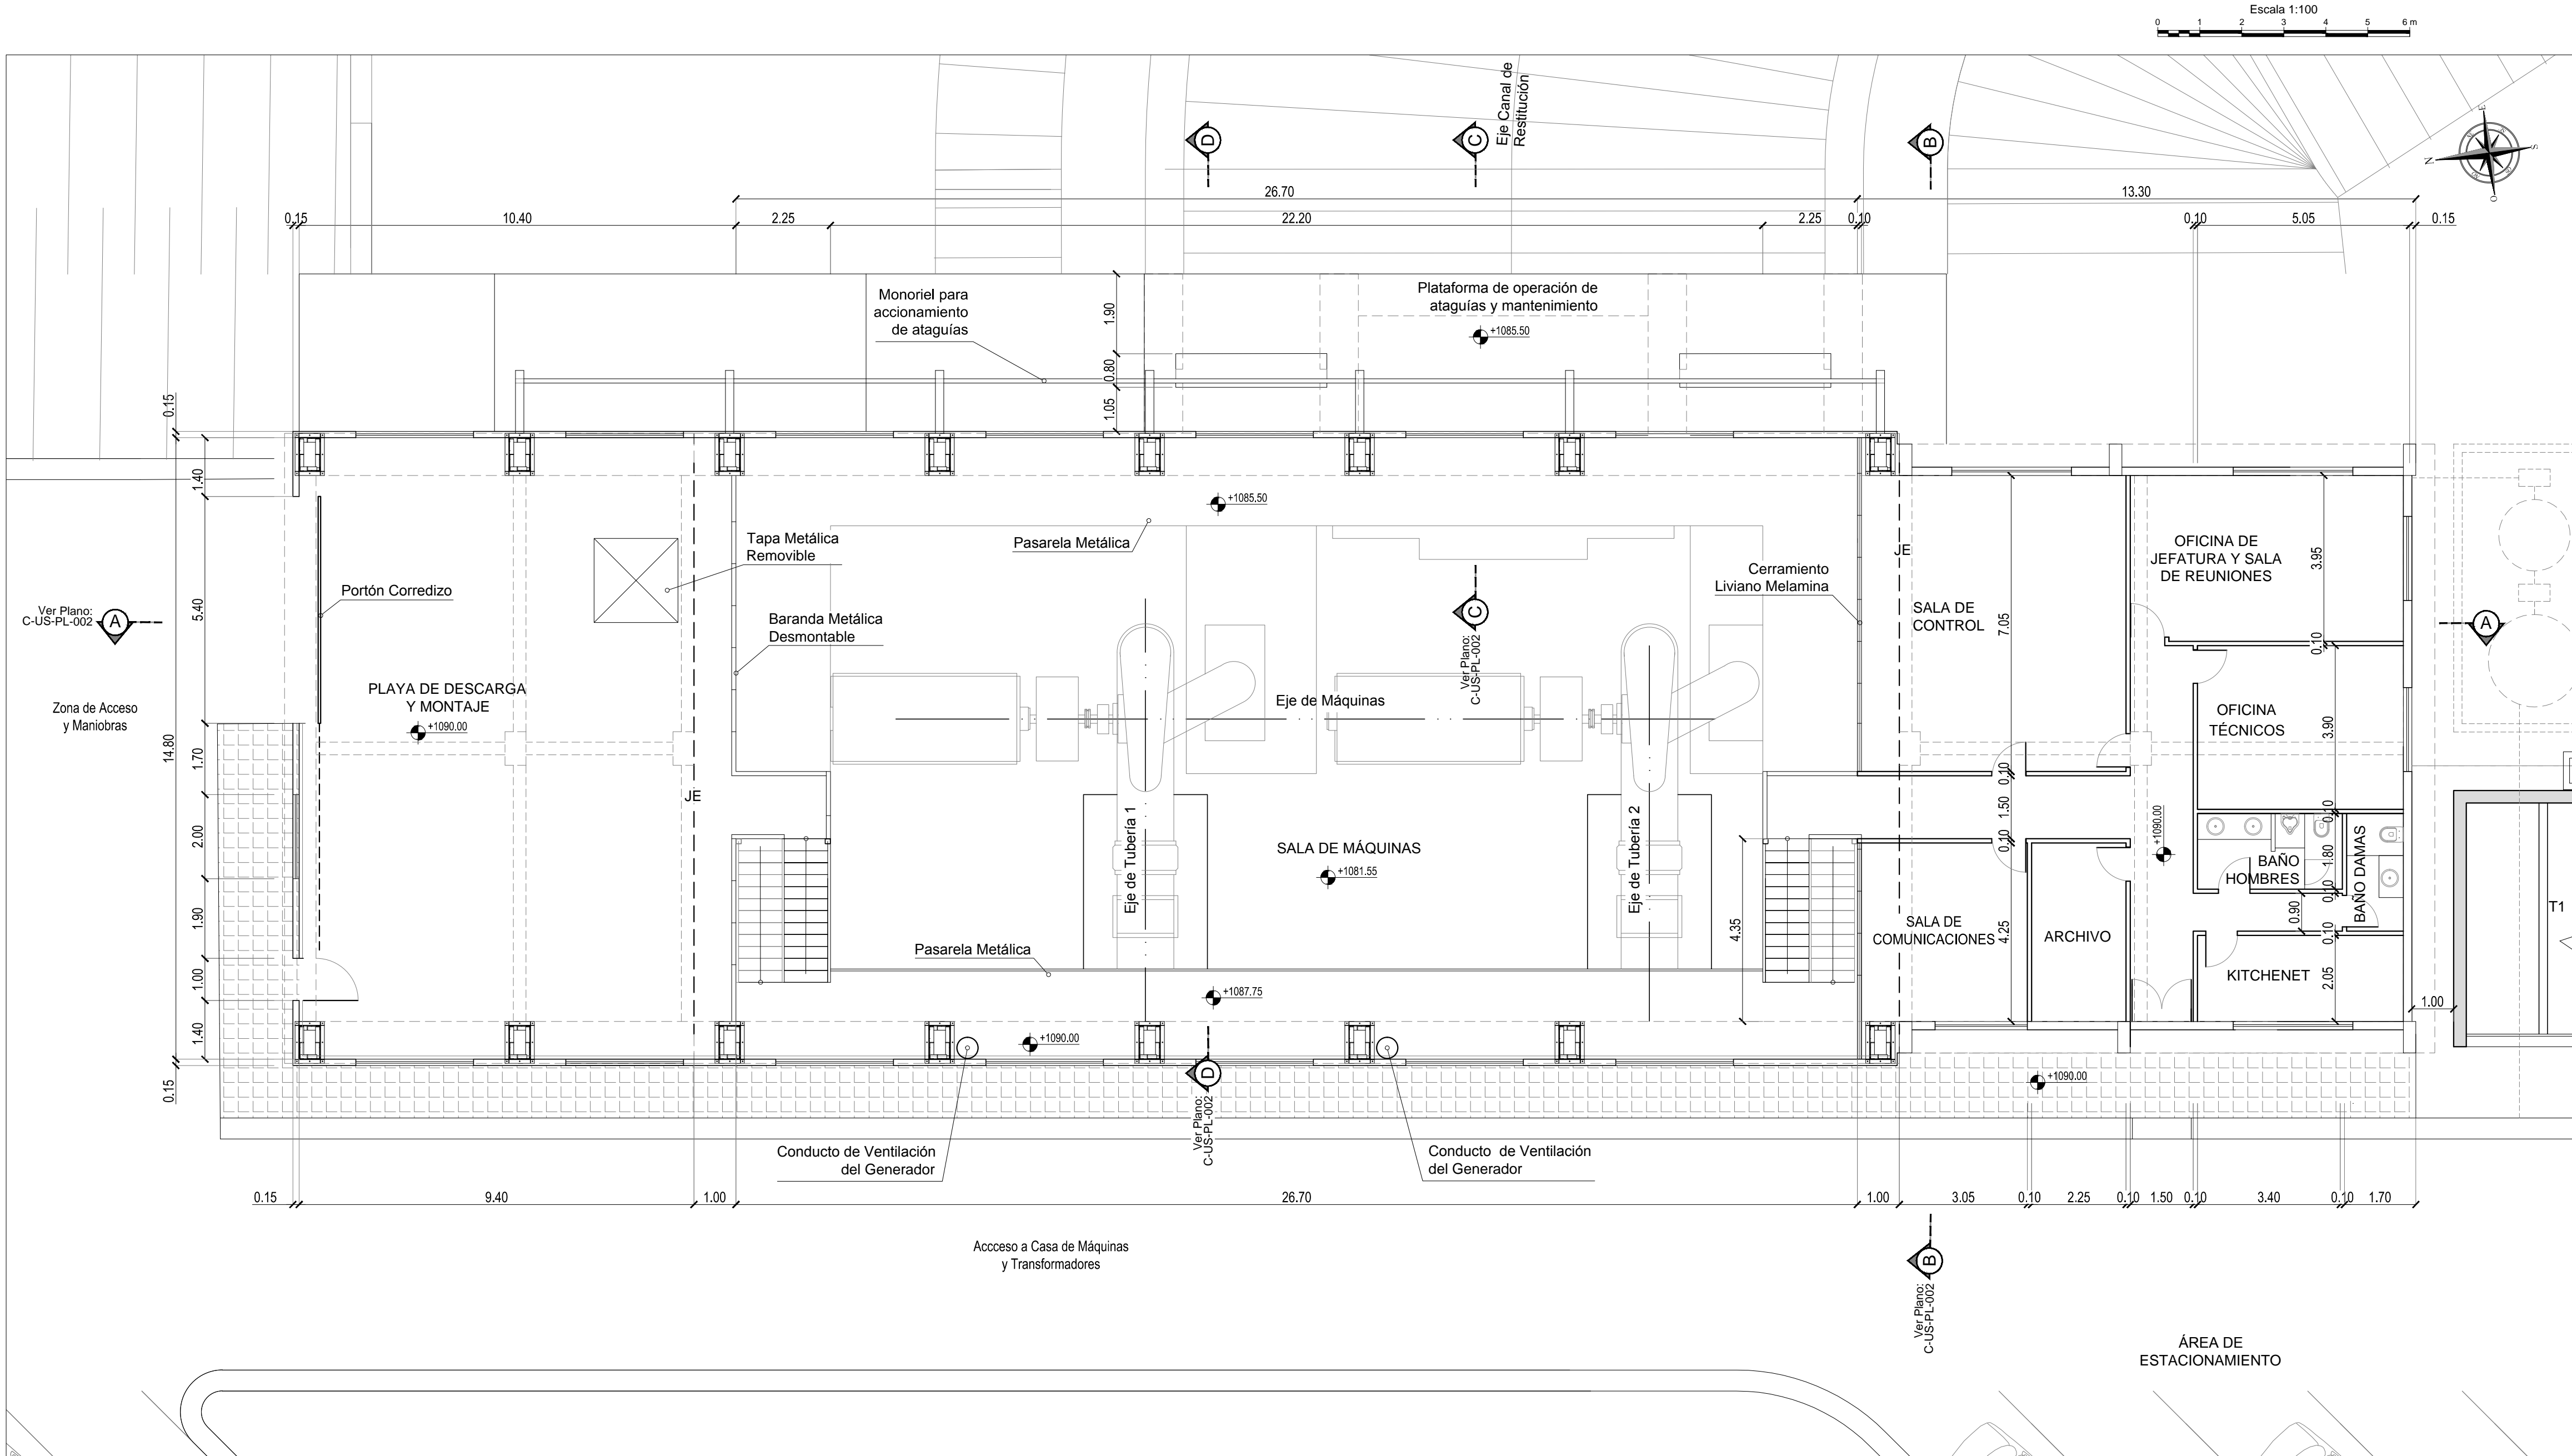 Escala 1:100
0 1 2 3 4 5 6 m
Eje Canal de
Restitución
D
C
B
E
N
S
O
26.70
13.30
0.15
10.40
2.25
22.20
2.25
0.10
0.10
5.05
0.15
Monoriel para
accionamiento
de ataguías
Plataforma de operación de
ataguías y mantenimiento
+1085.50
1.90
0.80
1.05
0.15
1.40
5.40
14.80
1.70
2.00
1.90
1.00
1.40
0.15
+1085.50
Tapa Metálica
Removible
Pasarela Metálica
Portón Corredizo
Baranda Metálica
Desmontable
Cerramiento
Liviano Melamina
JE
Ver Plano:
C-US-PL-002
A
C
Ver Plano:
C-US-PL-002
SALA DE
CONTROL
7.05
OFICINA DE
JEFATURA Y SALA
DE REUNIONES
3.95
0.10
A
Zona de Acceso
y Maniobras
PLAYA DE DESCARGA
Y MONTAJE
+1090.00
Eje de Máquinas
OFICINA
TÉCNICOS
3.90
JE
0.10
1.50
0.10
0.10
+1090.00
Eje de Tubería 1
SALA DE MÁQUINAS
+1081.55
Eje de Tubería 2
4.35
BAÑO
HOMBRES
1.80
0.10
BAÑO DAMAS
0.90
0.10
SALA DE
COMUNICACIONES
4.25
ARCHIVO
KITCHENET
2.05
T1
1.00
Pasarela Metálica
+1087.75
+1090.00
+1090.00
D
Ver Plano:
C-US-PL-002
Conducto de Ventilación
del Generador
Conducto de Ventilación
del Generador
0.15
9.40
1.00
26.70
1.00
3.05
0.10
2.25
0.10
1.50
0.10
3.40
0.10
1.70
Accceso a Casa de Máquinas
y Transformadores
B
Ver Plano:
C-US-PL-002
ÁREA DE
ESTACIONAMIENTO